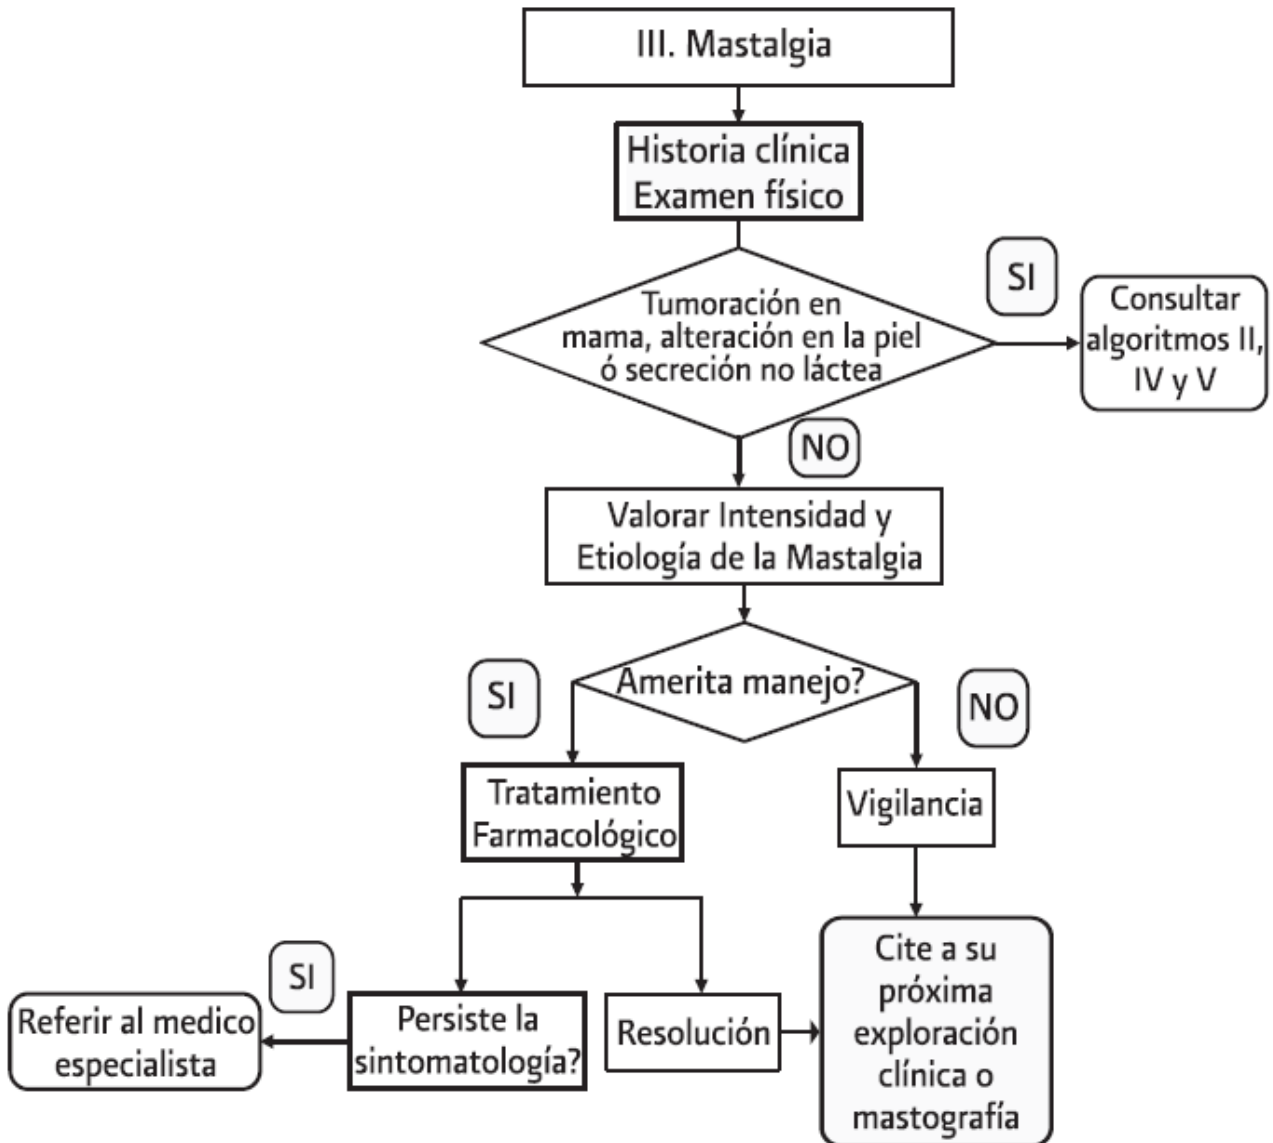 III. Mastalgia
Historia clínica
Examen físico
Tumoración en
mama, alteración en la piel
ó secreción no láctea
SI
Consultar
algoritmos II,
IV y V
NO
Valorar Intensidad y
Etiología de la Mastalgia
Amerita manejo?
SI
NO
Tratamiento
Farmacológico
Vigilancia
Persiste la
sintomatología?
SI
Referir al medico
especialista
Resolución
Cite a su
próxima
exploración
clínica o
mastografía